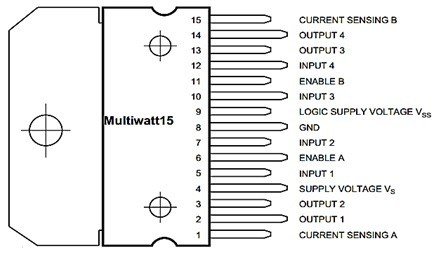 15 CURRENT SENSING B
14 OUTPUT 4
13 OUTPUT 3
12 INPUT 4
11 ENABLE B
10 INPUT 3
Multiwatt15
9 LOGIC SUPPLY VOLTAGE VSS
8 GND
7 INPUT 2
6 ENABLE A
5 INPUT 1
4 SUPPLY VOLTAGE VS
3 OUTPUT 2
2 OUTPUT 1
1 CURRENT SENSING A